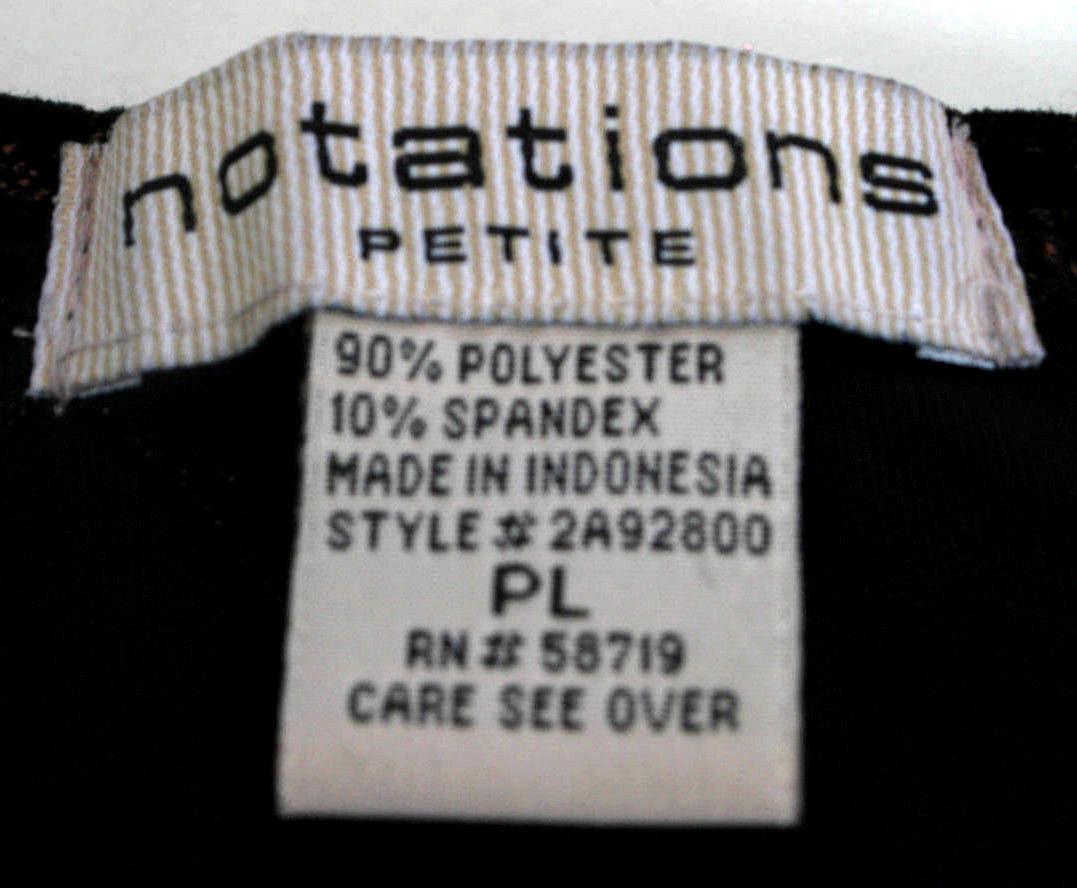 notations
PETITE
90% POLYESTER
10% SPANDEX
MADE IN INDONESIA
STYLE # 2A92800
PL
RN # 58719
CARE SEE OVER